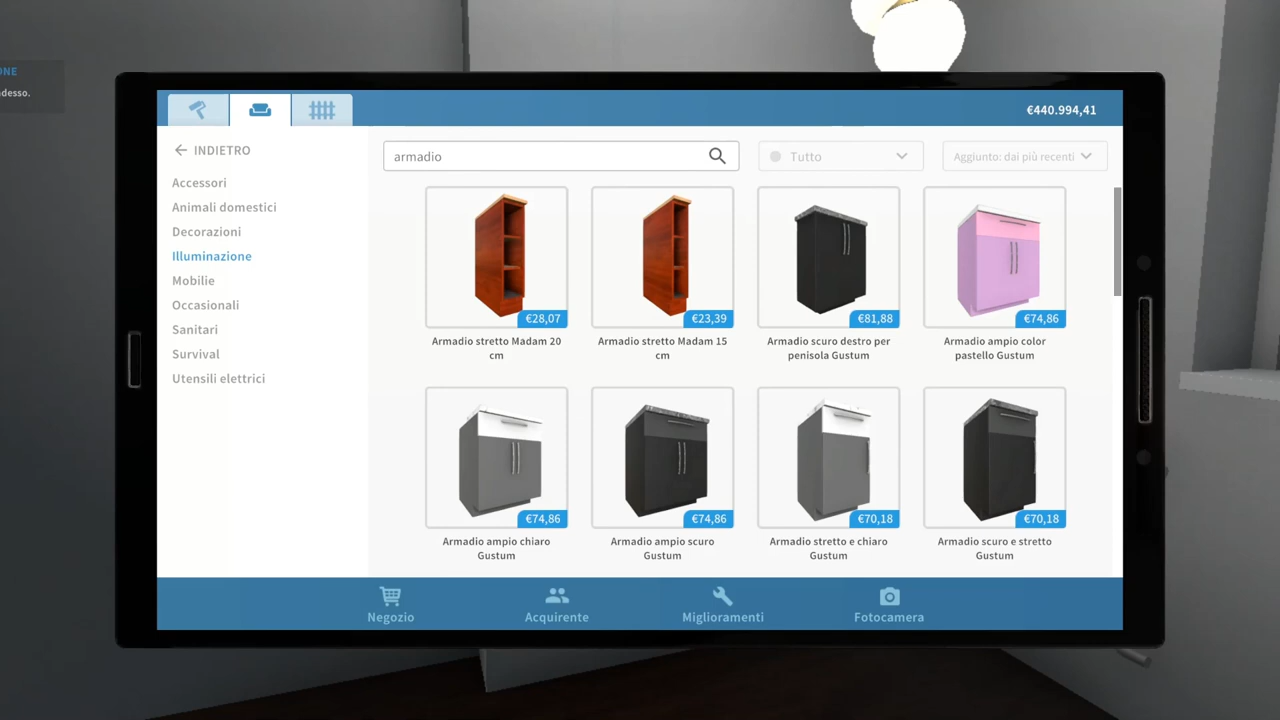 ONE
adesso.
€440.994,41
INDIETRO
Accessori
Animali domestici
Decorazioni
Illuminazione
Mobilie
Occasionali
Sanitari
Survival
Utensili elettrici
armadio
Tutto
Aggiunto: dai più recenti
€28,07
Armadio stretto Madam 20
cm
€23,39
Armadio stretto Madam 15
cm
€81,88
Armadio scuro destro per
penisola Gustum
€74,86
Armadio ampio color
pastello Gustum
€74,86
Armadio ampio chiaro
Gustum
€74,86
Armadio ampio scuro
Gustum
€70,18
Armadio stretto e chiaro
Gustum
€70,18
Armadio scuro e stretto
Gustum
Negozio
Acquirente
Miglioramenti
Fotocamera